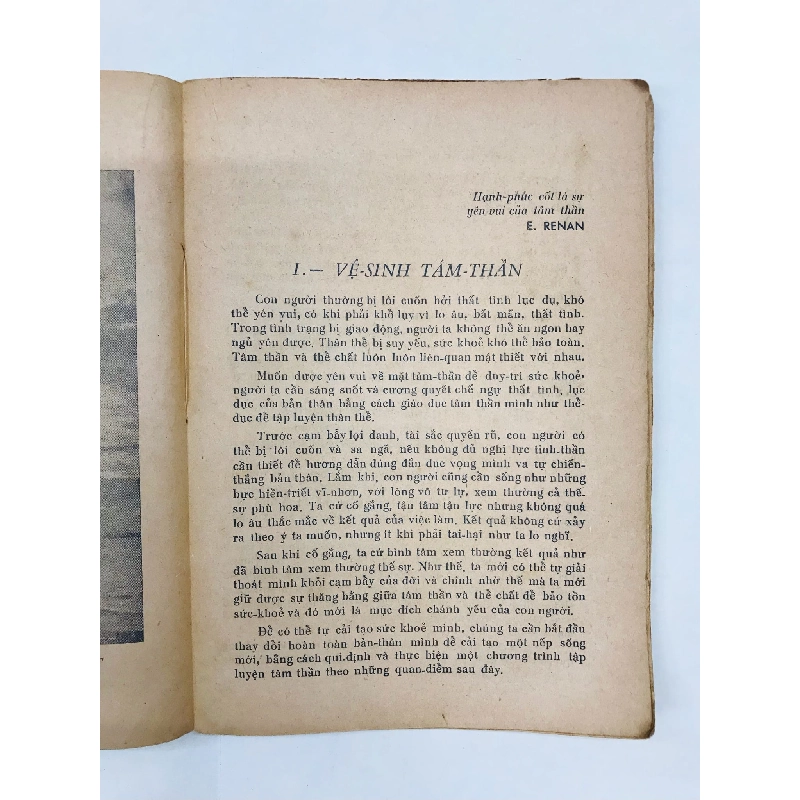 Hạnh-phúc cốt là sự
yên vui của tâm thần
E. RENAN
I. — VỆ-SINH TÂM-THẦN
Con người thường bị lôi cuốn bởi thất tình lục dụ, khó
thể yên vui, có khi phải khổ lụy vì lo âu, bất mãn, thất tình.
Trong tình trạng bị giao động, người ta không thể ăn ngon hay
ngủ yên được. Thân thể bị suy yếu, sức khoẻ khó thể bảo toàn.
Tâm thần và thể chất luôn luôn liên-quan mật thiết với nhau.
Muốn được yên vui về mặt tâm-thần để duy-trì sức khoẻ,
người ta cần sáng suốt và cương quyết chế ngự thất tình, lục
dục của bản thân bằng cách giáo dục tâm thần mình như thể-
dục để tập luyện thân thể.
Trước cạm bẫy lợi danh, tài sắc quyến rũ, con người có
thể bị lôi cuốn và sa ngã, nếu không đủ nghị lực tinh-thần
cần thiết để hướng dẫn đúng đắn dục vọng mình và tự chiến-
thắng bản thân. Lắm khi, con người cũng cần sống như những
bực hiền-triết vĩ-nhơn, với lòng vô tư lự, xem thường cả thế-
sự phù hoa. Ta cứ cố gắng, tận tâm tận lực nhưng không quá
lo âu thắc mắc về kết quả của việc làm. Kết quả không cứ xảy
ra theo ý ta muốn, nhưng ít khi phải tai-hại như ta lo nghĩ.
Sau khi cố gắng, ta cứ bình tâm xem thường kết quả như
đã bình tâm xem thường thế sự. Như thế, ta mới có thể tự giải
thoát mình khỏi cạm bẫy của đời và chính nhờ thế mà ta mới
giữ được sự thăng bằng giữa tâm thần và thể chất để bảo tồn
sức-khoẻ và đó mới là mục đích chánh yếu của con người.
Để có thể tự cải tạo sức khoẻ mình, chúng ta cần bắt đầu
thay đổi hoàn toàn bản-thân mình để cải tạo một nếp sống
mới, bằng cách qui-định và thực hiện một chương trình tập
luyện tâm thần theo những quan-điểm sau đây.